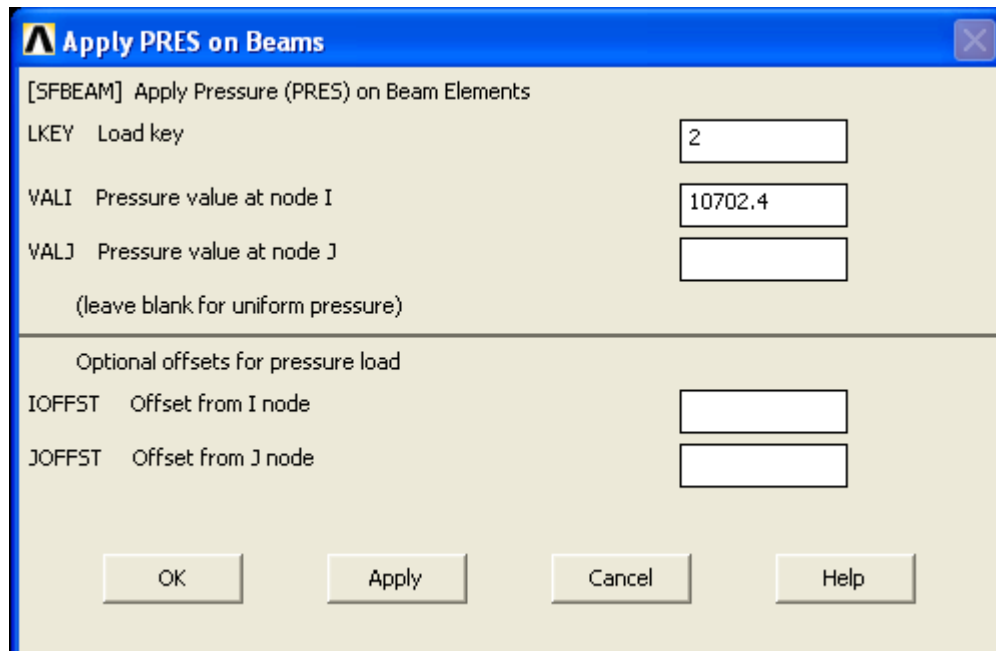 Apply PRES on Beams
[SFBEAM] Apply Pressure (PRES) on Beam Elements
LKEY Load key 2
VALI Pressure value at node I 10702.4
VALJ Pressure value at node J
(leave blank for uniform pressure)
Optional offsets for pressure load
IOFFST Offset from I node
JOFFST Offset from J node
OK Apply Cancel Help